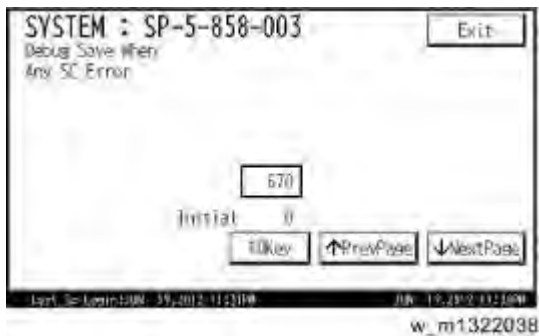 SYSTEM : SP-5-858-003
Exit
Debug Save When
Any SC Error
670
Initial 0
10Key ↑PrevPage ↓NextPage
w_m1322038